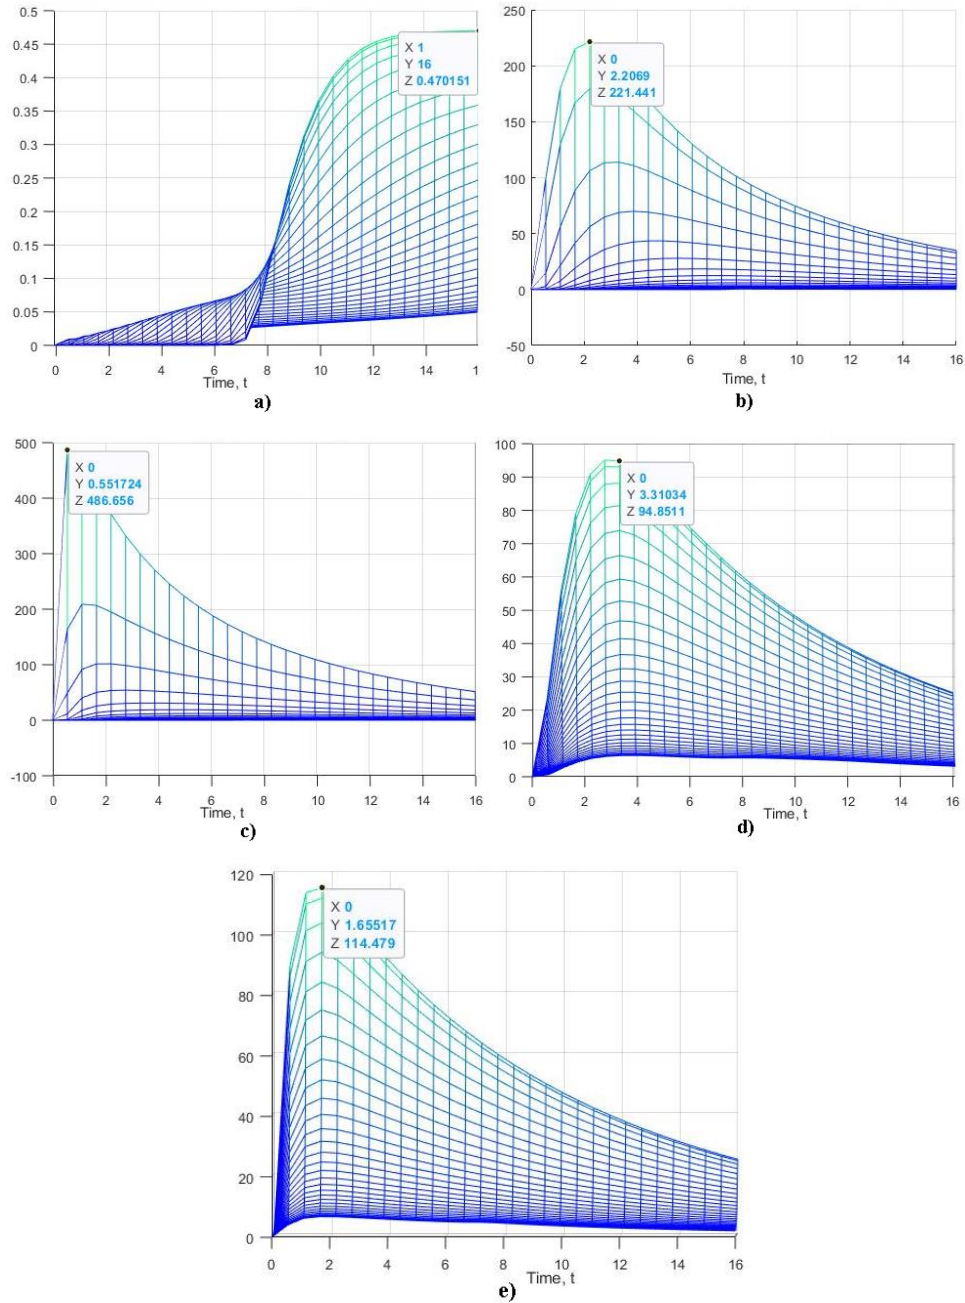 0.5
0.45
0.4
0.35
0.3
0.25
0.2
0.15
0.1
0.05
0
X 1
Y 16
Z 0.470151
0 2 4 6 8 10 12 14 1
Time, t
a)
250
200
150
100
50
0
-50
X 0
Y 2.2069
Z 221.441
0 2 4 6 8 10 12 14 16
Time, t
b)
500
400
300
200
100
0
-100
X 0
Y 0.551724
Z 486.656
0 2 4 6 8 10 12 14 16
Time, t
c)
100
90
80
70
60
50
40
30
20
10
0
X 0
Y 3.31034
Z 94.8511
0 2 4 6 8 10 12 14 16
Time, t
d)
120
100
80
60
40
20
0
X 0
Y 1.65517
Z 114.479
0 2 4 6 8 10 12 14 16
Time, t
e)